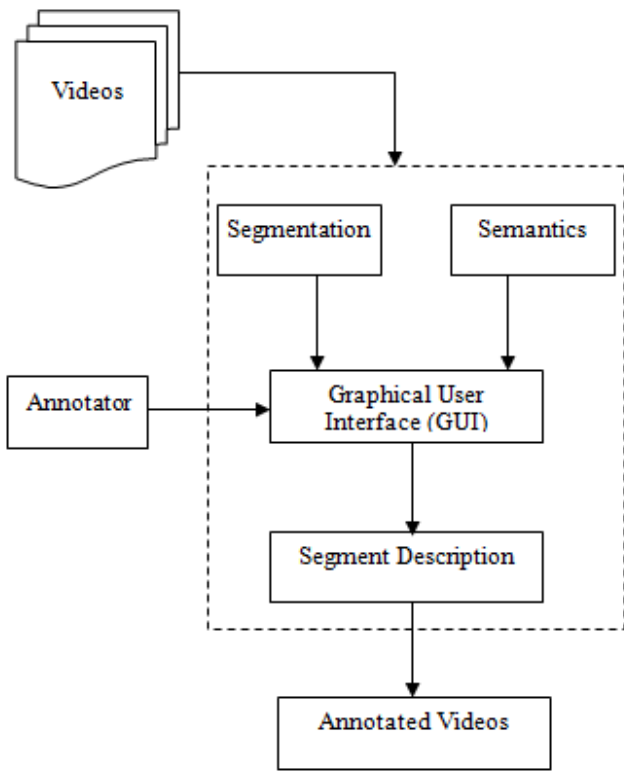 Videos
Segmentation
Semantics
Annotator
Graphical User
Interface (GUI)
Segment Description
Annotated Videos